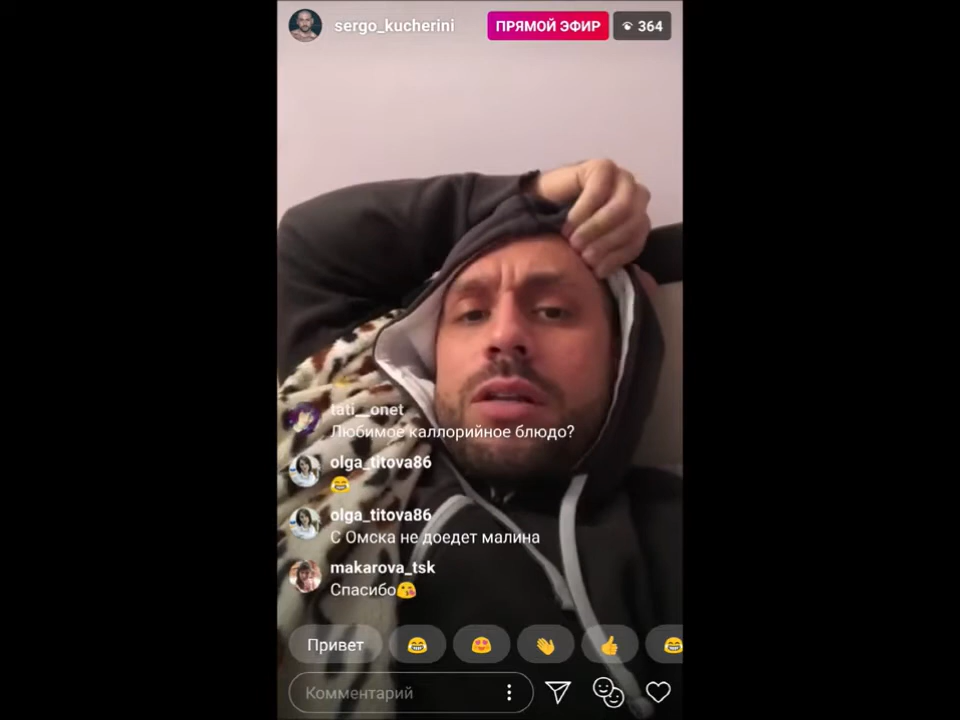 sergo_kucherini
ПРЯМОЙ ЭФИР
364
tati__onet
Любимое каллорийное блюдо?
olga_titova86
😂
olga_titova86
С Омска не доедет малина
makarova_tsk
Спасибо😘
Привет
Комментарий